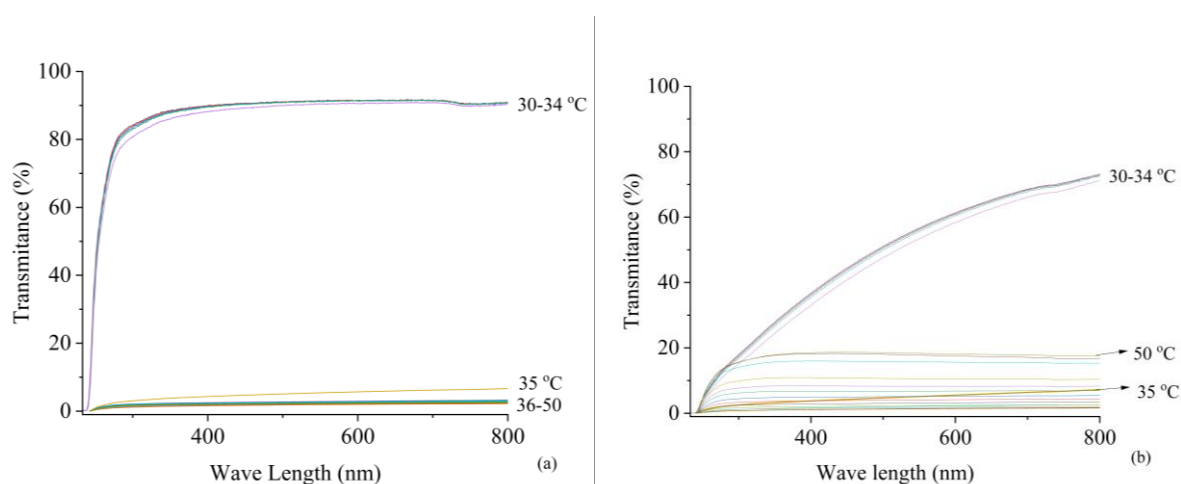 100
80
60
40
20
0
Transmitance (%)
400
600
800
Wave Length (nm)
30-34 °C
35 °C
36-50
(a)
100
80
60
40
20
0
Transmitance (%)
400
600
800
Wave length (nm)
30-34 °C
50 °C
35 °C
(b)